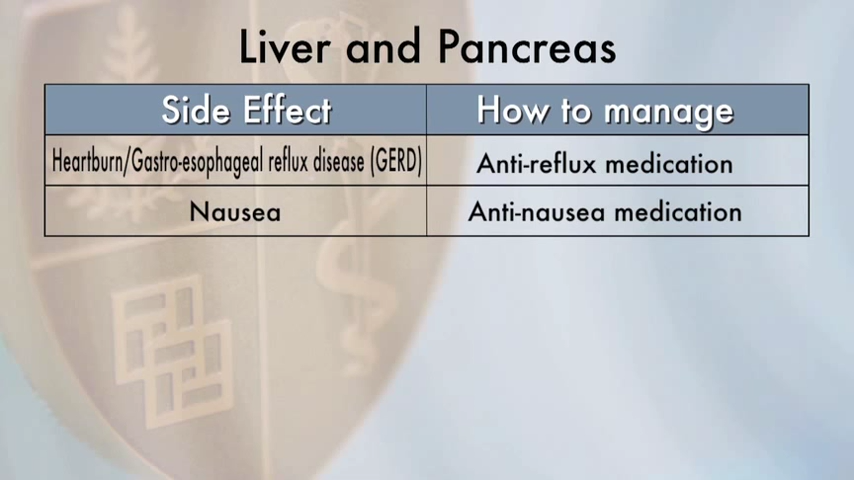 Liver and Pancreas
Side Effect How to manage
Heartburn/Gastro-esophageal reflux disease (GERD) Anti-reflux medication
Nausea Anti-nausea medication